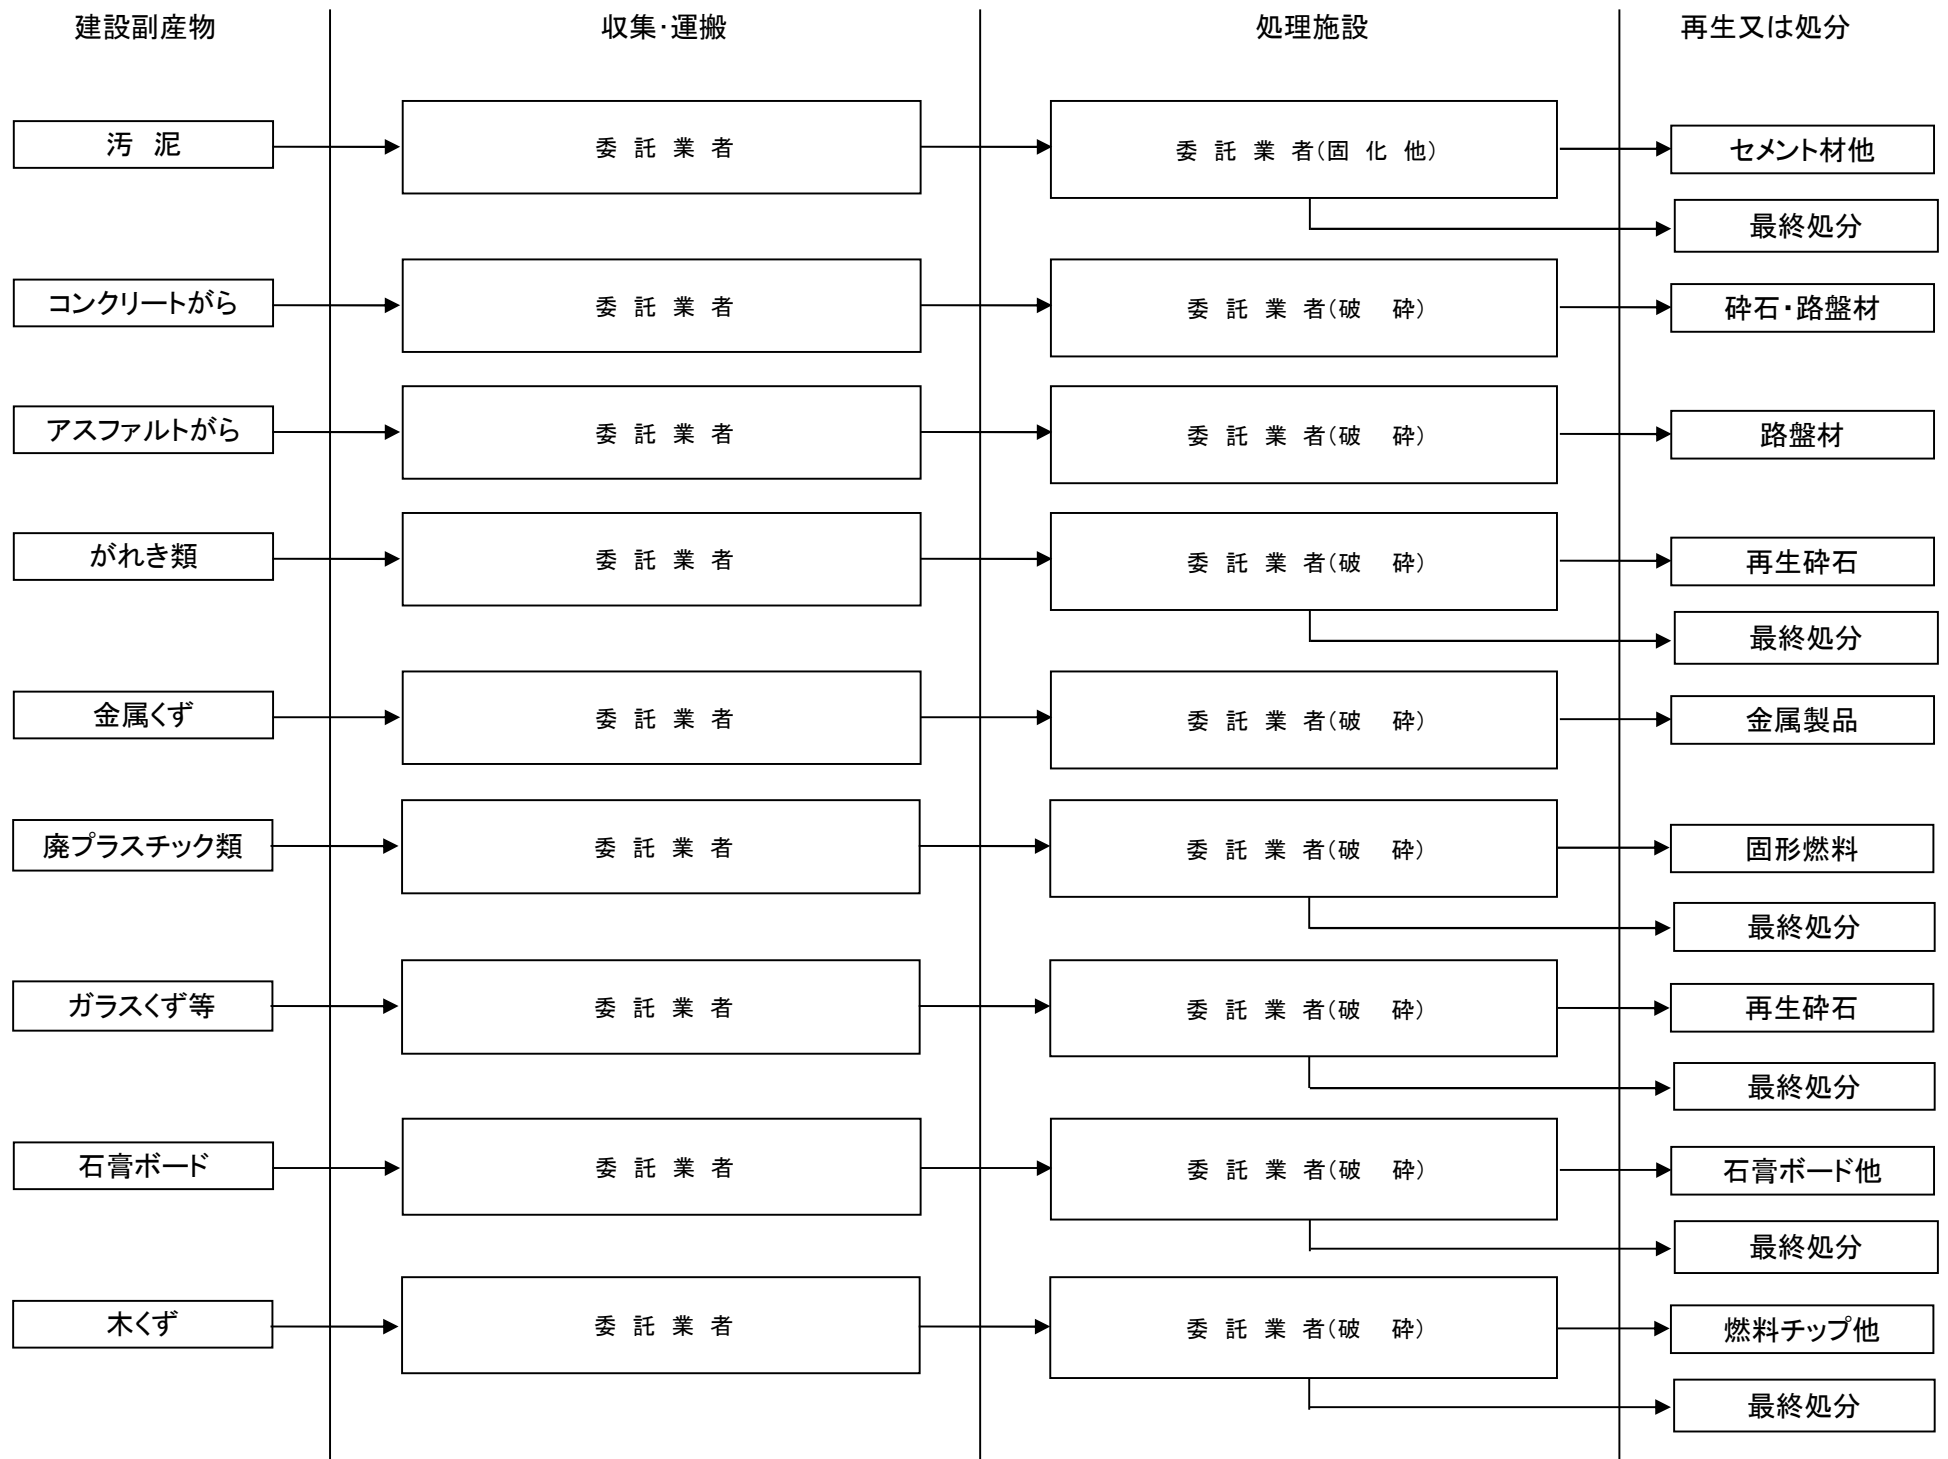 建設副産物 収集・運搬 処理施設 再生又は処分
汚 泥 委 託 業 者 委 託 業 者(固 化 他) セメント材他
最終処分
コンクリートがら 委 託 業 者 委 託 業 者(破 砕) 砕石・路盤材
アスファルトがら 委 託 業 者 委 託 業 者(破 砕) 路盤材
がれき類 委 託 業 者 委 託 業 者(破 砕) 再生砕石
最終処分
金属くず 委 託 業 者 委 託 業 者(破 砕) 金属製品
廃プラスチック類 委 託 業 者 委 託 業 者(破 砕) 固形燃料
最終処分
ガラスくず等 委 託 業 者 委 託 業 者(破 砕) 再生砕石
最終処分
石膏ボード 委 託 業 者 委 託 業 者(破 砕) 石膏ボード他
最終処分
木くず 委 託 業 者 委 託 業 者(破 砕) 燃料チップ他
最終処分